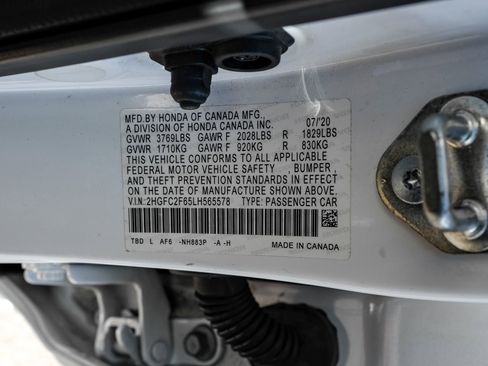 MFD.BY HONDA OF CANADA MFG., 07/20
A DIVISION OF HONDA CANADA INC.
GVWR 3769LBS GAWR F 2028LBS R 1829LBS
GVWR 1710KG GAWR F 920KG R 830KG
THIS VEHICLE CONFORMS TO ALL APPLICABLE
FEDERAL MOTOR VEHICLE SAFETY , BUMPER ,
AND THEFT PREVENTION STANDARDS IN EFFECT
ON THE DATE OF MANUFACTURE SHOWN ABOVE.
V.I.N:2HGFC2F65LH565578 TYPE: PASSENGER CAR
TBD L AF6 -NH883P -A -H
MADE IN CANADA